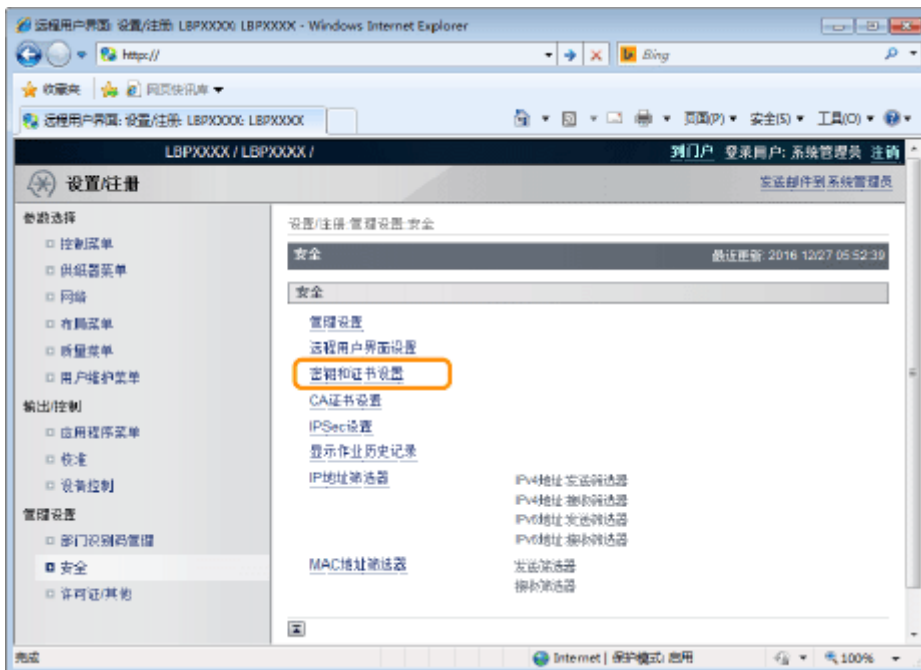 远程用户界面: 设置/注册: LBPXXXX: LBPXXXX - Windows Internet Explorer
http://
Bing
收藏夹 网页快讯库
远程用户界面: 设置/注册: LBPXXXX: LBPXXXX 页面(P) 安全(S) 工具(O)
LBPXXXX / LBPXXXX / 到门户 登录用户: 系统管理员 注销
设置/注册 发送邮件到系统管理员
参数选择
控制菜单
供纸器菜单
网络
布局菜单
质量菜单
用户维护菜单
输出/控制
应用程序菜单
校准
设备控制
管理设置
部门识别码管理
安全
许可证/其他
设置/注册:管理设置:安全
安全 最近更新: 2016 12/27 05:52:39
安全
管理设置
远程用户界面设置
密钥和证书设置
CA证书设置
IPSec设置
显示作业历史记录
IP地址筛选器 IPv4地址:发送筛选器
IPv4地址:接收筛选器
IPv6地址:发送筛选器
IPv6地址:接收筛选器
MAC地址筛选器 发送筛选器
接收筛选器
完成 Internet | 保护模式: 启用 100%